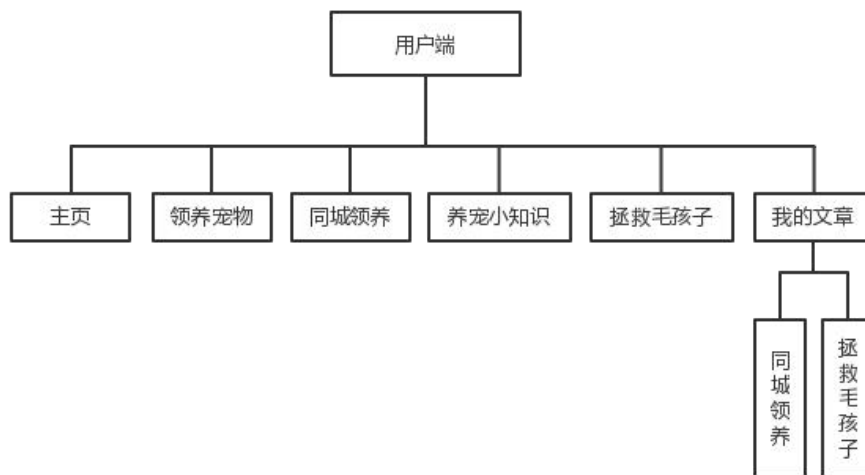 用户端
主页
领养宠物
同城领养
养宠小知识
拯救毛孩子
我的文章
同城领养
拯救毛孩子